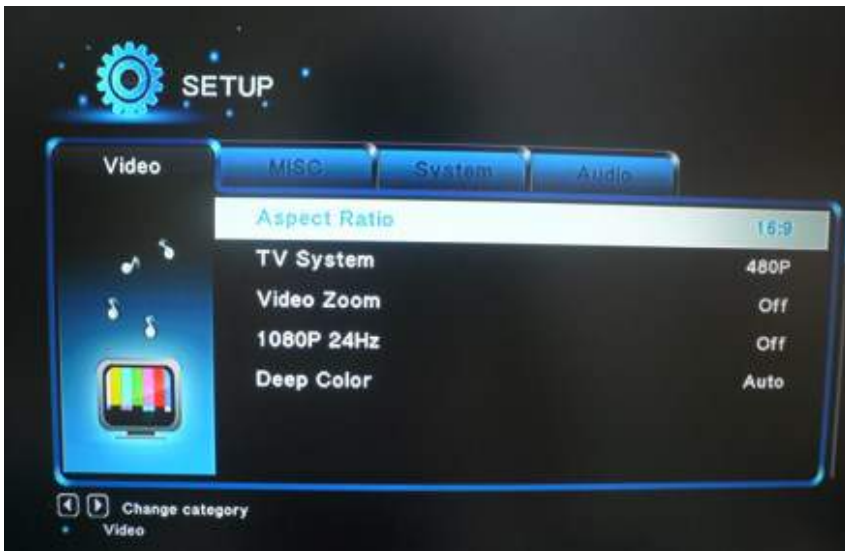 SETUP
Video MISC System Audio
Aspect Ratio 16:9
TV System 480P
Video Zoom Off
1080P 24Hz Off
Deep Color Auto
Change category
Video